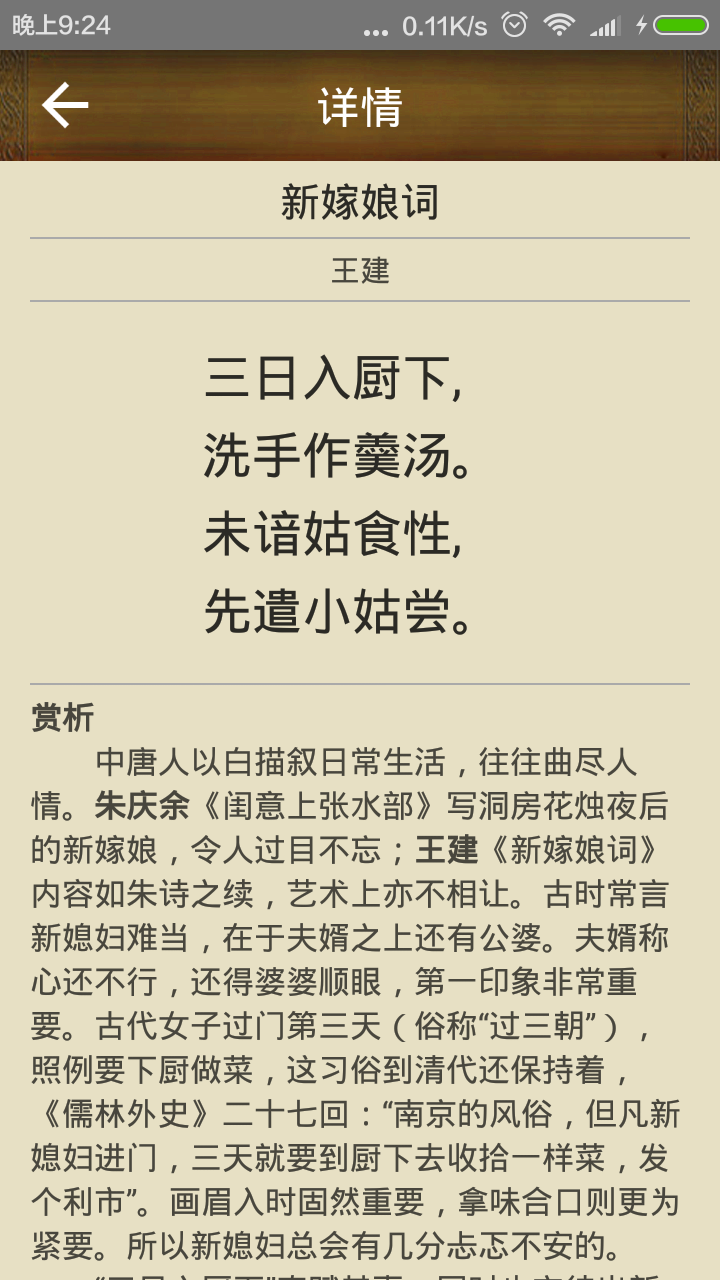 晚上9:24
... 0.11K/s
详情
新嫁娘词
王建
三日入厨下,
洗手作羹汤。
未谙姑食性,
先遣小姑尝。
赏析
中唐人以白描叙日常生活，往往曲尽人
情。朱庆余《闺意上张水部》写洞房花烛夜后
的新嫁娘，令人过目不忘；王建《新嫁娘词》
内容如朱诗之续，艺术上亦不相让。古时常言
新媳妇难当，在于夫婿之上还有公婆。夫婿称
心还不行，还得婆婆顺眼，第一印象非常重
要。古代女子过门第三天（俗称“过三朝”），
照例要下厨做菜，这习俗到清代还保持着，
《儒林外史》二十七回：“南京的风俗，但凡新
媳妇进门，三天就要到厨下去收拾一样菜，发
个利市”。画眉入时固然重要，拿味合口则更为
紧要。所以新媳妇总会有几分忐忑不安的。